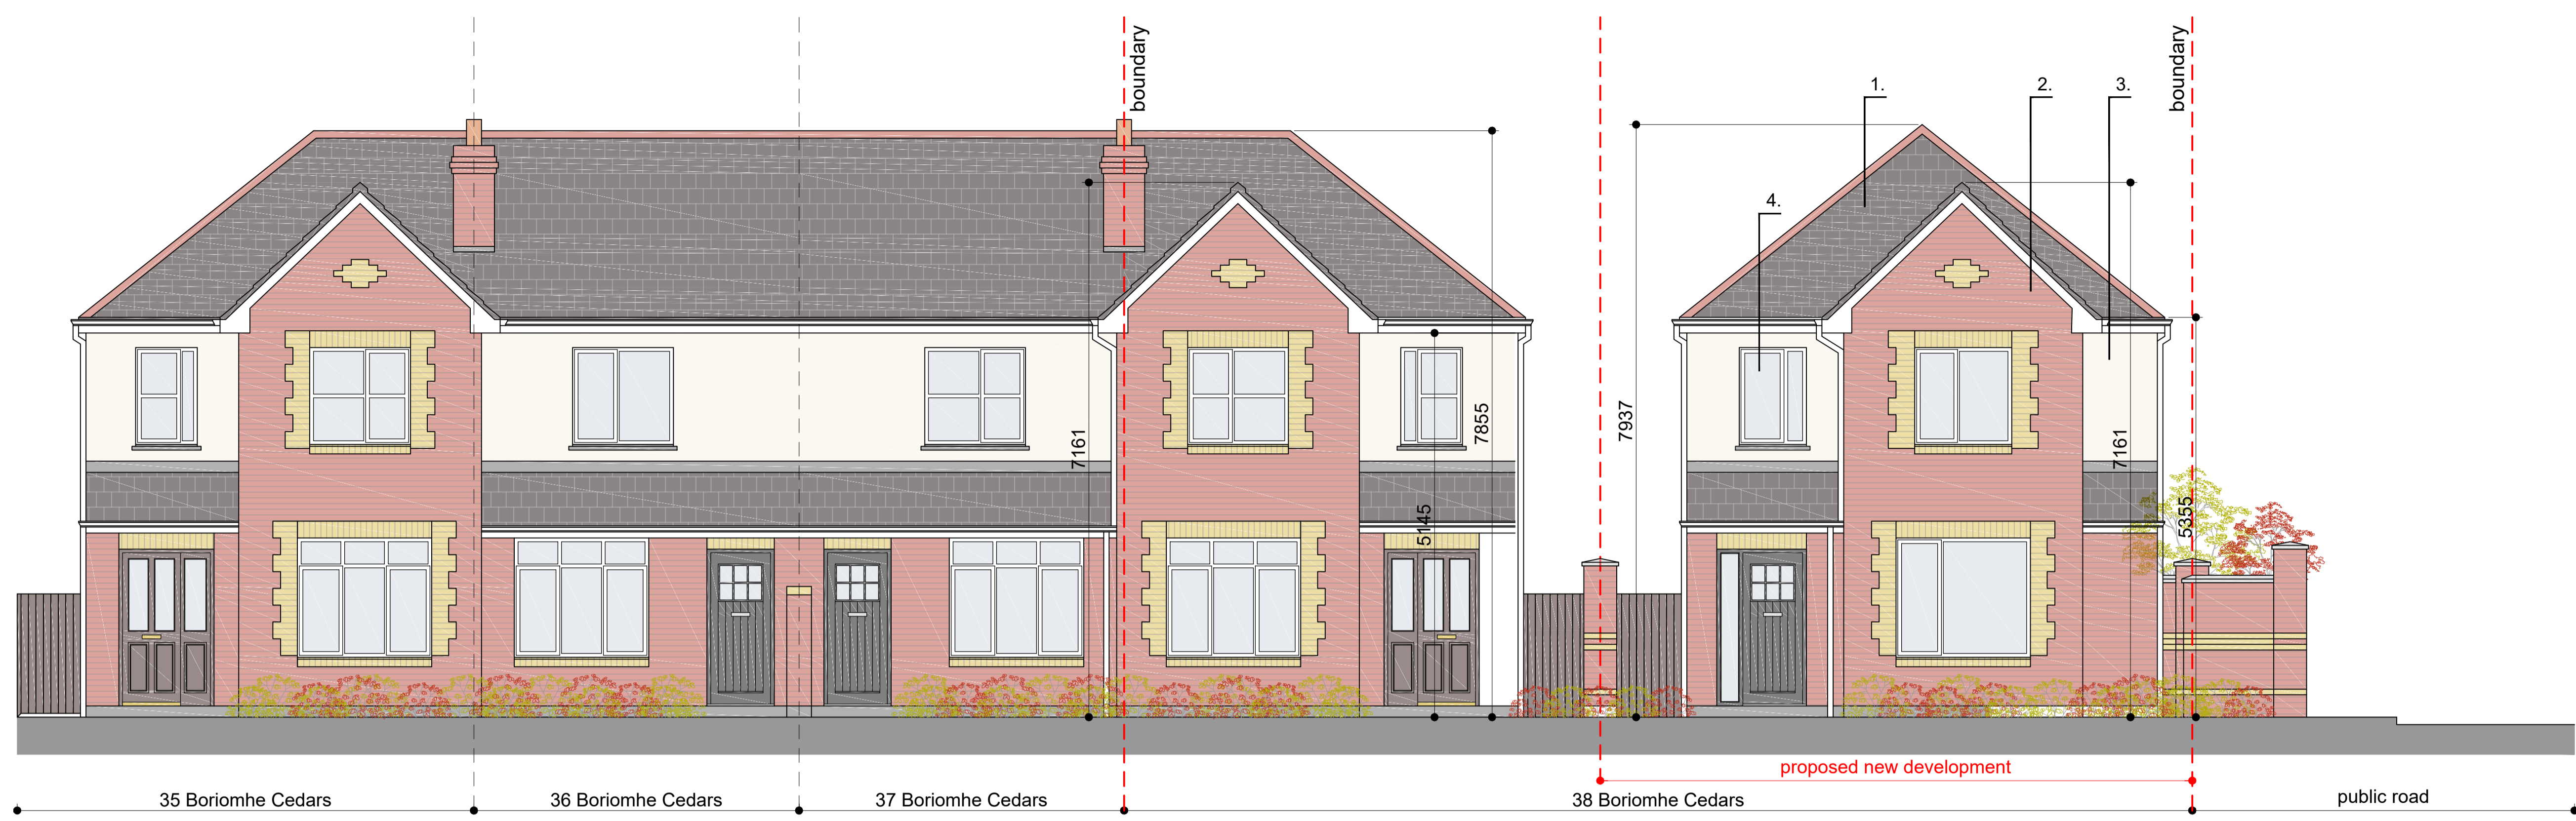 boundary
boundary
1.
2.
3.
4.
7161
5145
7855
7937
7161
5355
proposed new development
35 Boriomhe Cedars
36 Boriomhe Cedars
37 Boriomhe Cedars
38 Boriomhe Cedars
public road